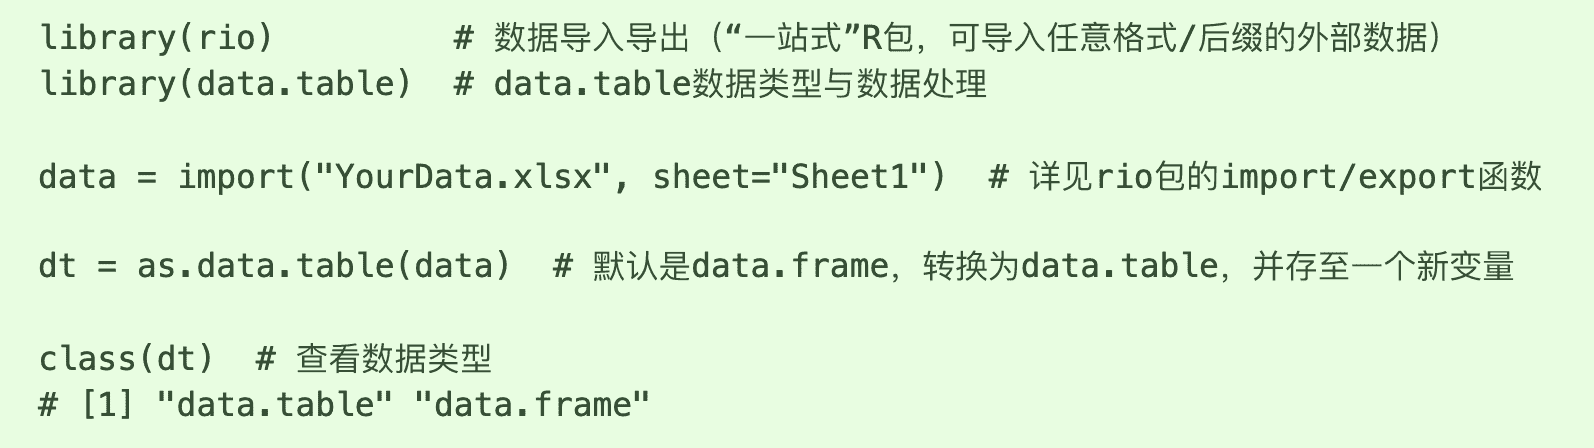 library(rio)         # 数据导入导出（“一站式”R包，可导入任意格式/后缀的外部数据）
library(data.table)  # data.table数据类型与数据处理
data = import("YourData.xlsx", sheet="Sheet1")  # 详见rio包的import/export函数
dt = as.data.table(data)  # 默认是data.frame，转换为data.table，并存至一个新变量
class(dt)  # 查看数据类型
# [1] "data.table" "data.frame"